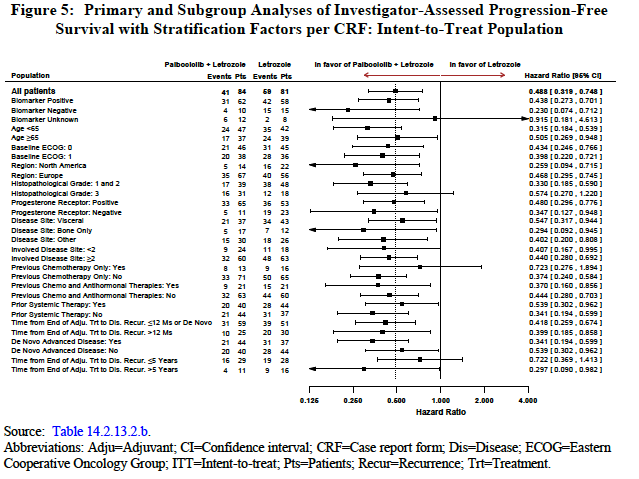 Figure 5: Primary and Subgroup Analyses of Investigator-Assessed Progression-Free
Survival with Stratification Factors per CRF: Intent-to-Treat Population
Palbociclib + Letrozole Letrozole In favor of Palbociclib + Letrozole In favor of Letrozole
Population Events Pts Events Pts Hazard Ratio [95% CI]
All patients 41 84 59 81 0.488 [0.319 , 0.748]
Biomarker Positive 31 62 42 58 0.438 [0.273 , 0.701]
Biomarker Negative 4 10 15 15 0.230 [0.074 , 0.712]
Biomarker Unknown 6 12 2 8 0.915 [0.181 , 4.613]
Age <65 24 47 35 42 0.315 [0.184 , 0.539]
Age ≥65 17 37 24 39 0.505 [0.269 , 0.948]
Baseline ECOG: 0 21 46 31 45 0.434 [0.246 , 0.766]
Baseline ECOG: 1 20 38 28 36 0.398 [0.220 , 0.721]
Region: North America 5 14 16 22 0.259 [0.094 , 0.715]
Region: Europe 35 67 40 56 0.468 [0.295 , 0.745]
Histopathological Grade: 1 and 2 17 39 38 48 0.330 [0.185 , 0.590]
Histopathological Grade: 3 16 31 12 18 0.574 [0.270 , 1.220]
Progesterone Receptor: Positive 33 65 36 53 0.480 [0.296 , 0.776]
Progesterone Receptor: Negative 5 11 19 23 0.347 [0.127 , 0.948]
Disease Site: Visceral 21 37 34 43 0.547 [0.317 , 0.944]
Disease Site: Bone Only 5 17 7 12 0.294 [0.092 , 0.945]
Disease Site: Other 15 30 18 26 0.402 [0.200 , 0.808]
Involved Disease Site: <2 9 24 11 18 0.407 [0.167 , 0.995]
Involved Disease Site: ≥2 32 60 48 63 0.440 [0.280 , 0.692]
Previous Chemotherapy Only: Yes 8 13 9 16 0.723 [0.276 , 1.894]
Previous Chemotherapy Only: No 33 71 50 65 0.374 [0.240 , 0.584]
Previous Chemo and Antihormonal Therapies: Yes 9 21 15 21 0.370 [0.160 , 0.856]
Previous Chemo and Antihormonal Therapies: No 32 63 44 60 0.444 [0.280 , 0.703]
Prior Systemic Therapy: Yes 20 40 28 44 0.539 [0.302 , 0.962]
Prior Systemic Therapy: No 21 44 31 37 0.341 [0.194 , 0.599]
Time from End of Adju. Trt to Dis. Recur. ≤12 Ms or De Novo 31 59 39 51 0.418 [0.259 , 0.674]
Time from End of Adju. Trt to Dis. Recur. >12 Ms 10 25 20 30 0.399 [0.185 , 0.858]
De Novo Advanced Disease: Yes 21 44 31 37 0.341 [0.194 , 0.599]
De Novo Advanced Disease: No 20 40 28 44 0.539 [0.302 , 0.962]
Time from End of Adju. Trt to Dis. Recur. ≤5 Years 16 29 19 28 0.722 [0.369 , 1.413]
Time from End of Adju. Trt to Dis. Recur. >5 Years 4 11 9 16 0.297 [0.090 , 0.982]
0.125 0.250 0.500 1.000 2.000 4.000
Hazard Ratio
Source: Table 14.2.13.2.b.
Abbreviations: Adju=Adjuvant; CI=Confidence interval; CRF=Case report form; Dis=Disease; ECOG=Eastern
Cooperative Oncology Group; ITT=Intent-to-treat; Pts=Patients; Recur=Recurrence; Trt=Treatment.